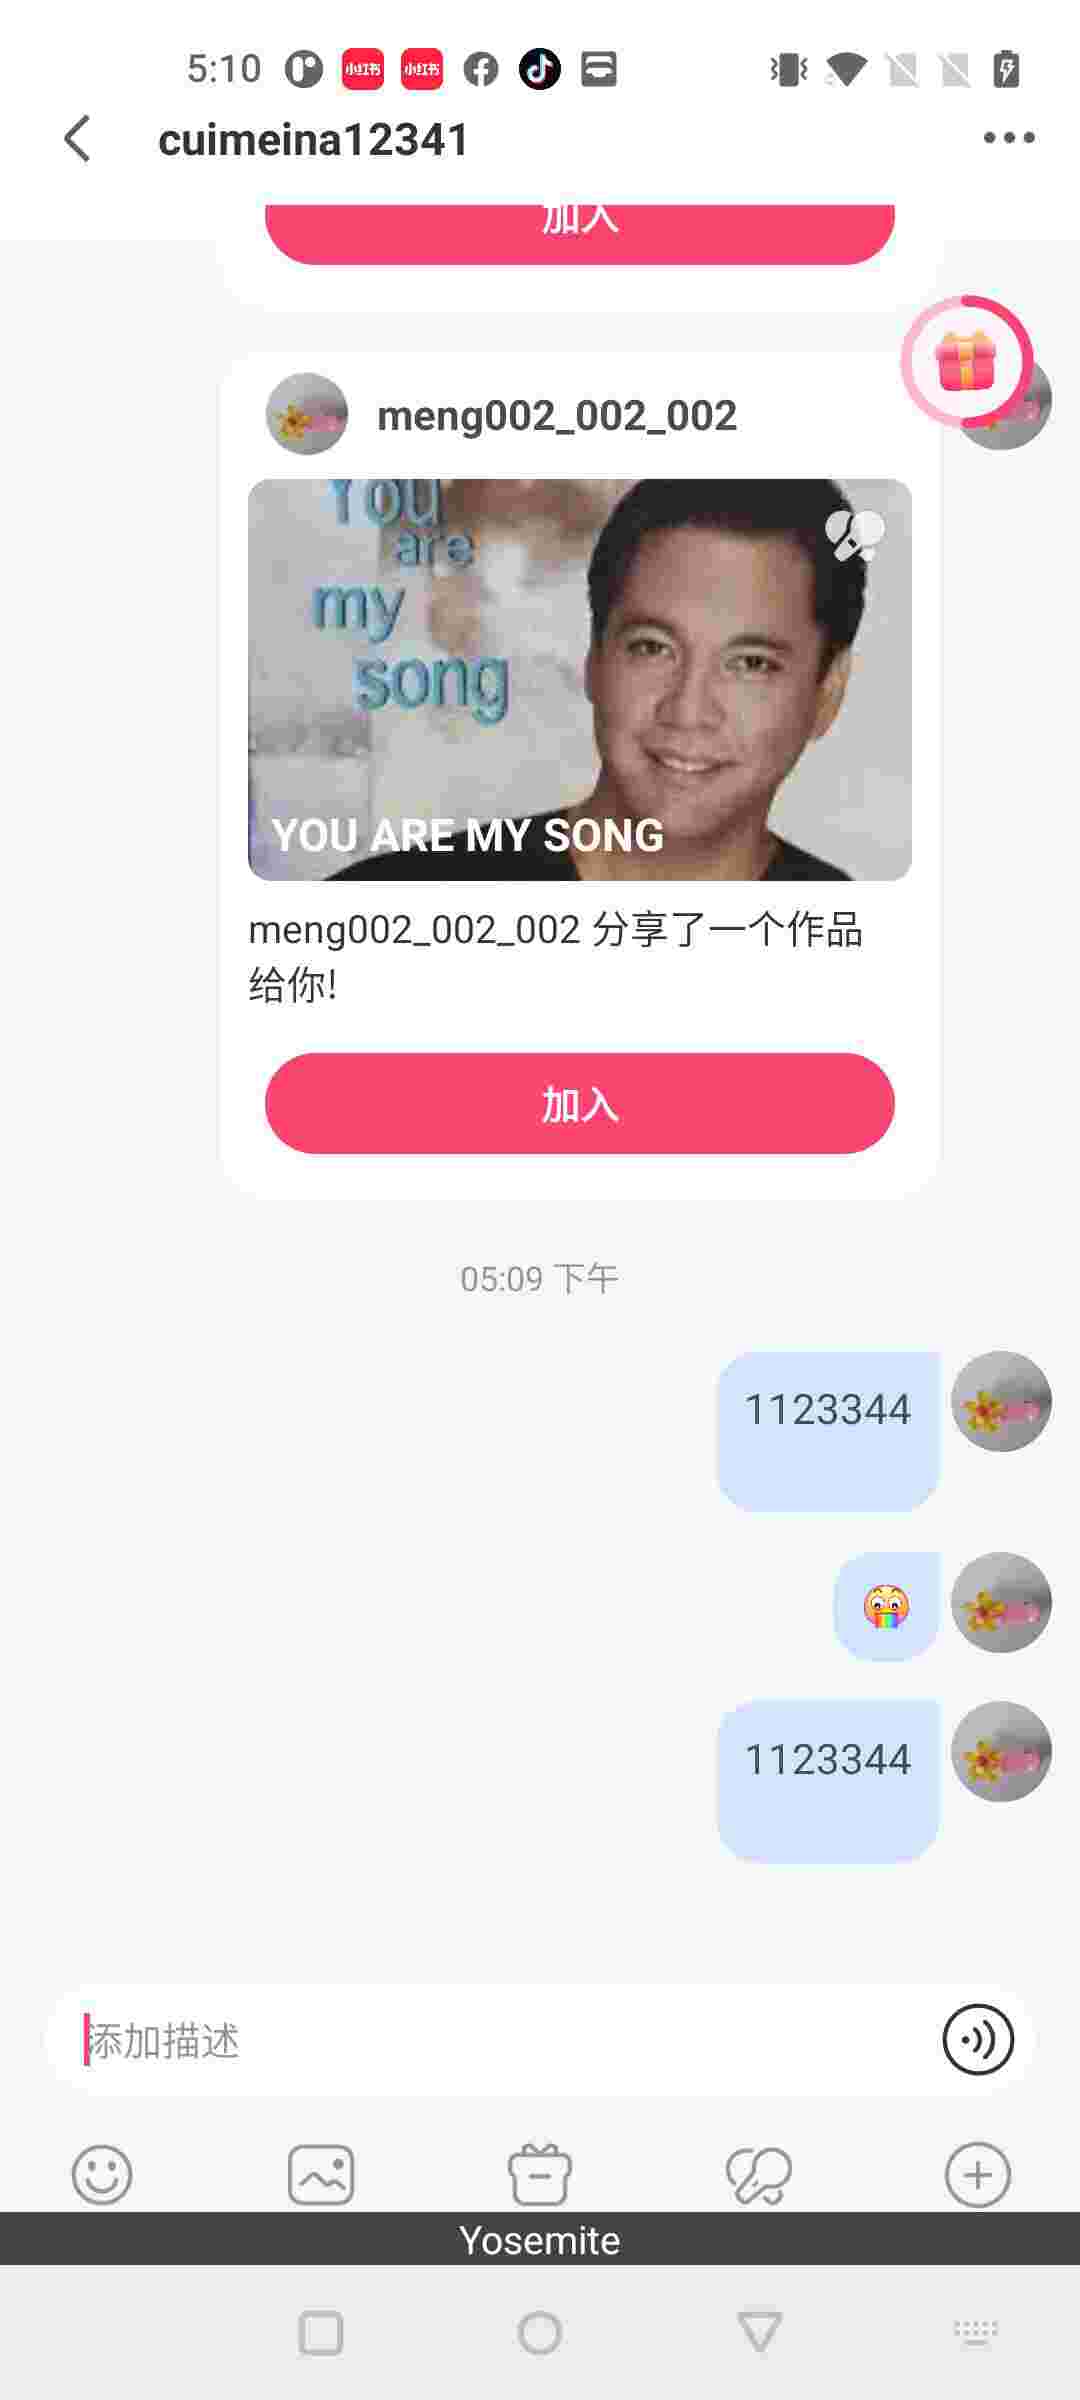 5:10
小红书 小红书
cuimeina12341
加入
meng002_002_002
You
are
my
song
YOU ARE MY SONG
meng002_002_002 分享了一个作品
给你!
加入
05:09 下午
1123344
1123344
添加描述
Yosemite